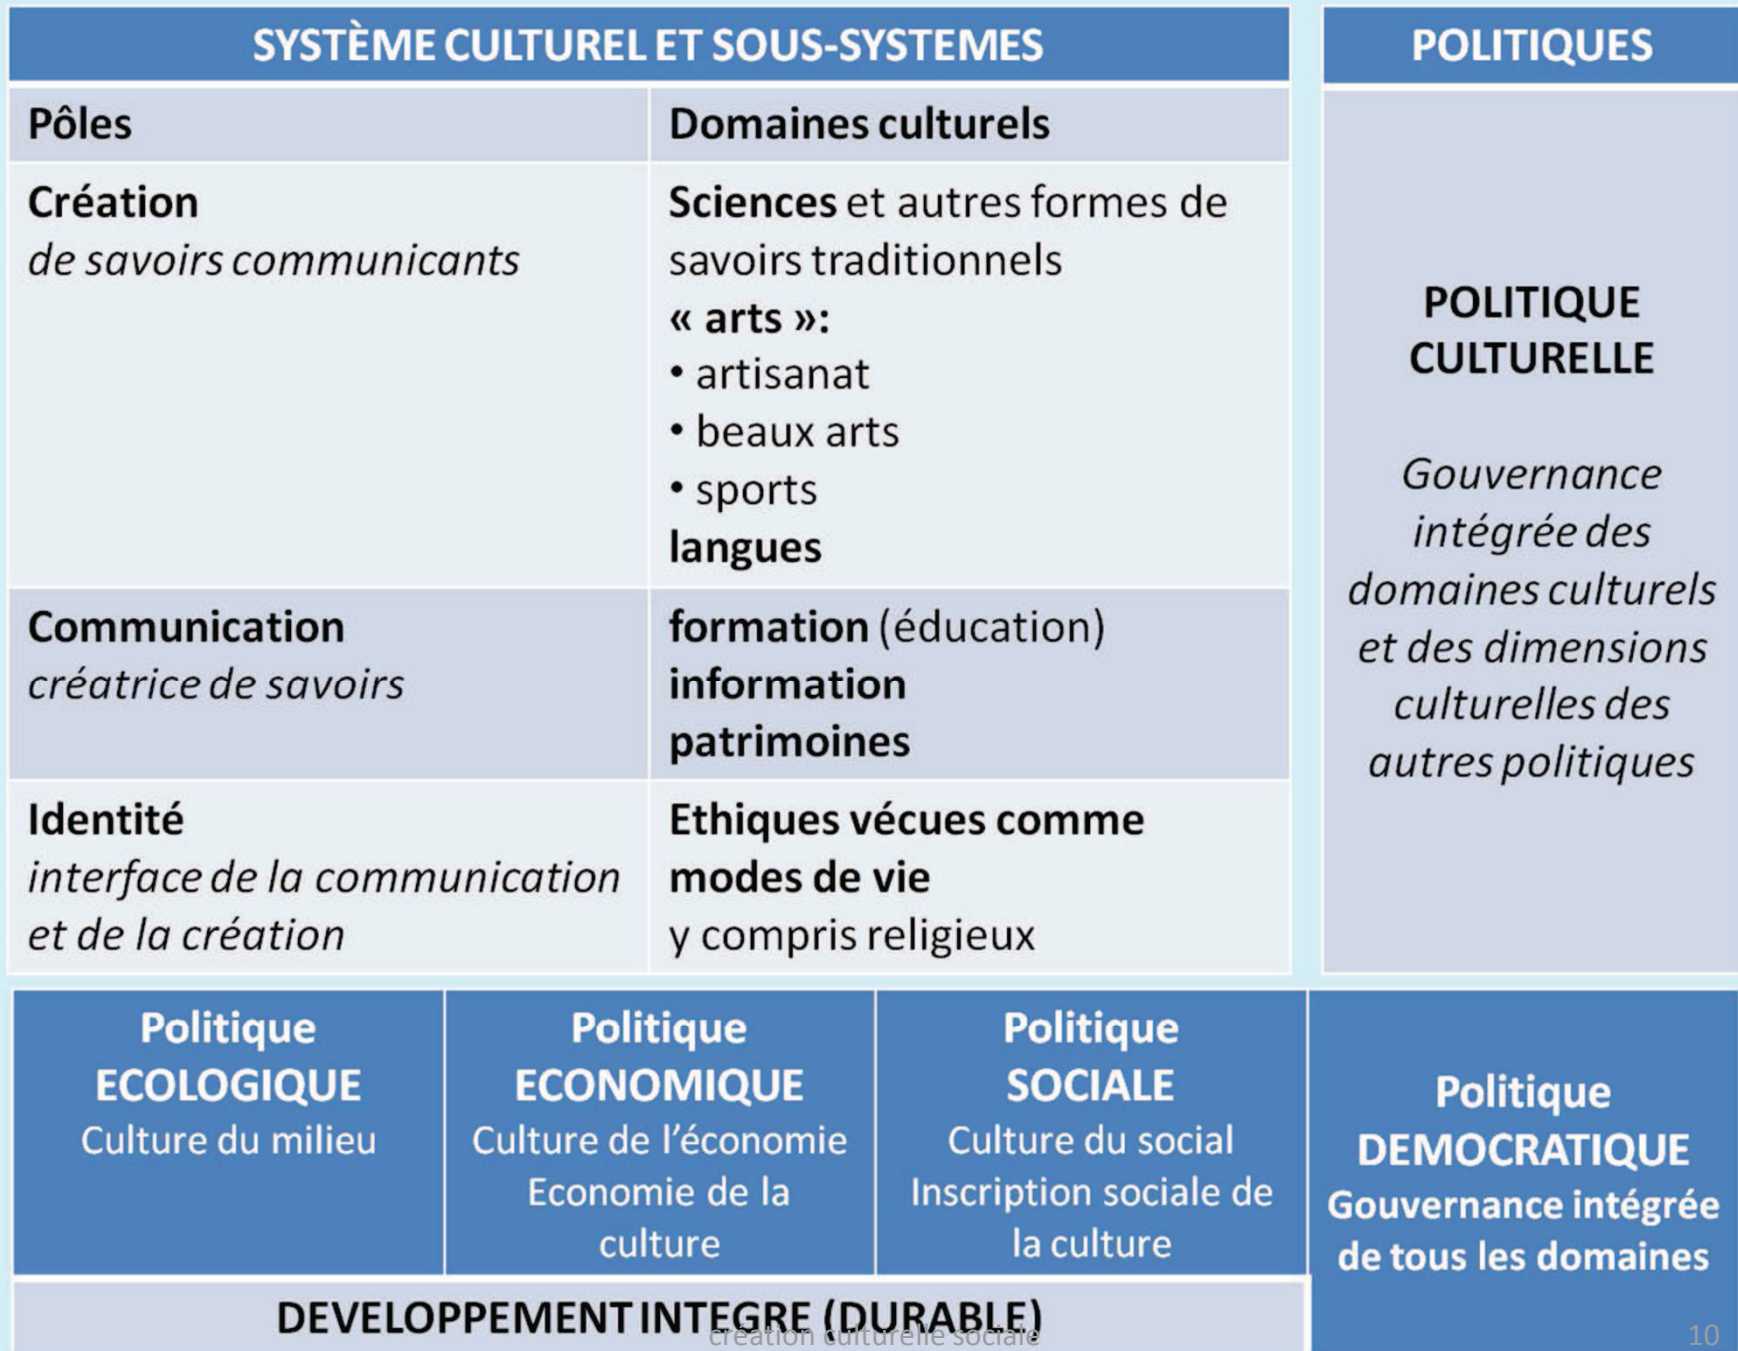 SYSTÈME CULTUREL ET SOUS-SYSTEMES
Pôles
Domaines culturels
Création
de savoirs communicants
Sciences et autres formes de
savoirs traditionnels
« arts »:
• artisanat
• beaux arts
• sports
langues
Communication
créatrice de savoirs
formation (éducation)
information
patrimoines
Identité
interface de la communication
et de la création
Ethiques vécues comme
modes de vie
y compris religieux
POLITIQUES
POLITIQUE
CULTURELLE
Gouvernance
intégrée des
domaines culturels
et des dimensions
culturelles des
autres politiques
Politique
ECOLOGIQUE
Culture du milieu
Politique
ECONOMIQUE
Culture de l’économie
Economie de la
culture
Politique
SOCIALE
Culture du social
Inscription sociale de
la culture
Politique
DEMOCRATIQUE
Gouvernance intégrée
de tous les domaines
DEVELOPPEMENT INTEGRE (DURABLE)
création culturelle sociale
10